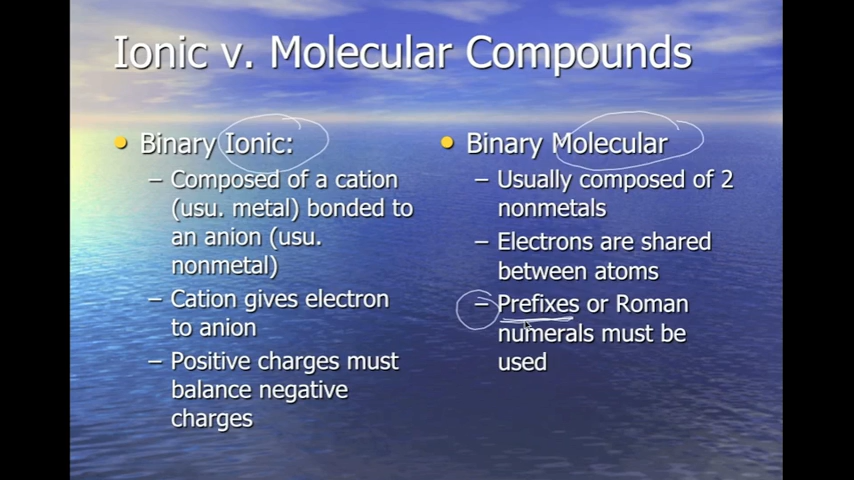 Ionic v. Molecular Compounds
Binary Ionic:
– Composed of a cation
(usu. metal) bonded to
an anion (usu.
nonmetal)
– Cation gives electron
to anion
– Positive charges must
balance negative
charges
Binary Molecular
– Usually composed of 2
nonmetals
– Electrons are shared
between atoms
– Prefixes or Roman
numerals must be
used